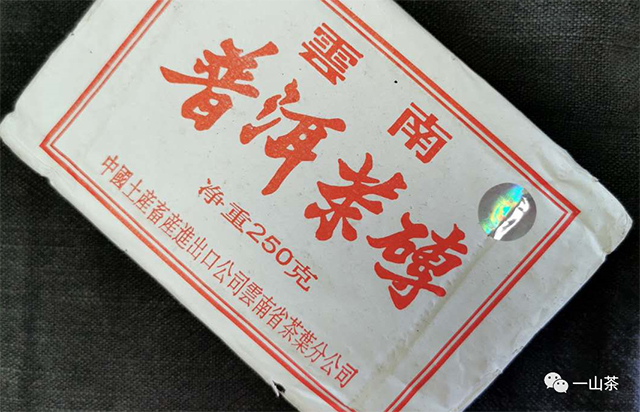 雲南
普洱茶磚
净重250克
中國土産畜産進出口公司雲南省茶葉分公司
一山茶